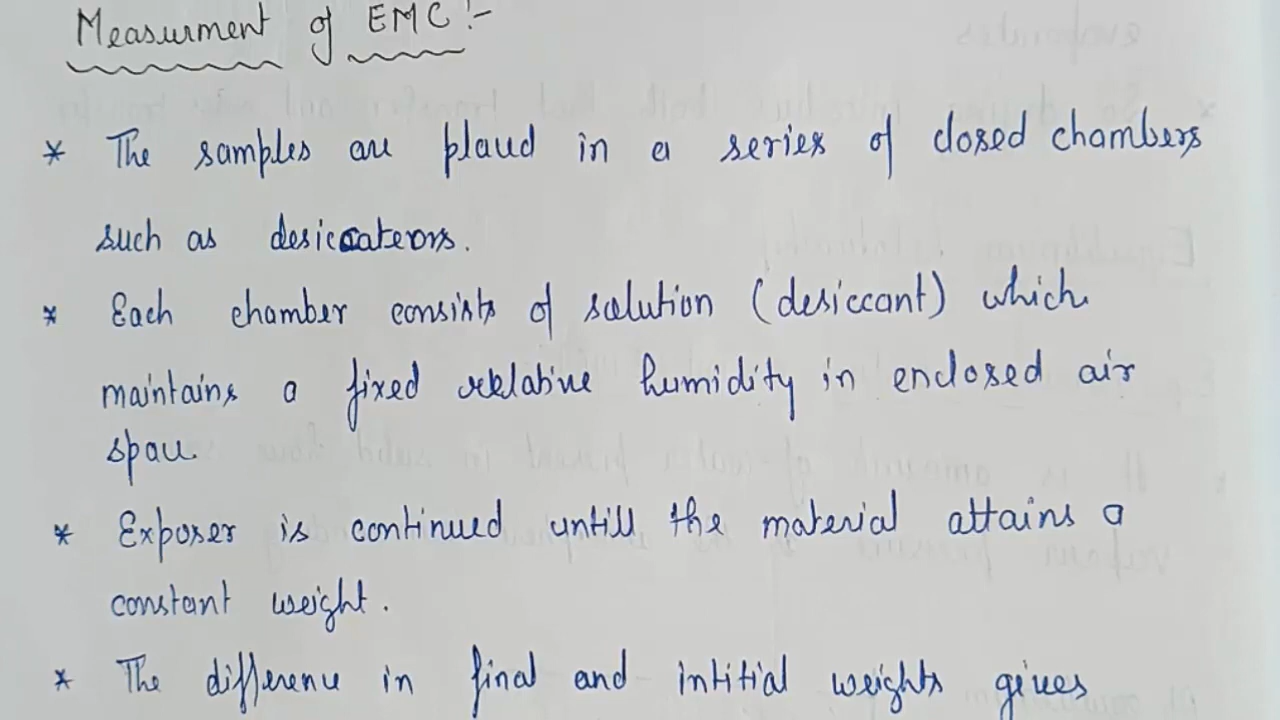 Measurment of EMC :-
* The samples are placed in a series of closed chambers
such as desiccateors.
* Each chamber consists of solution (desiccant) which
maintains a fixed relative humidity in enclosed air
space
* Exposer is continued untill the material attains a
constant weight.
* The difference in final and intitial weights gives